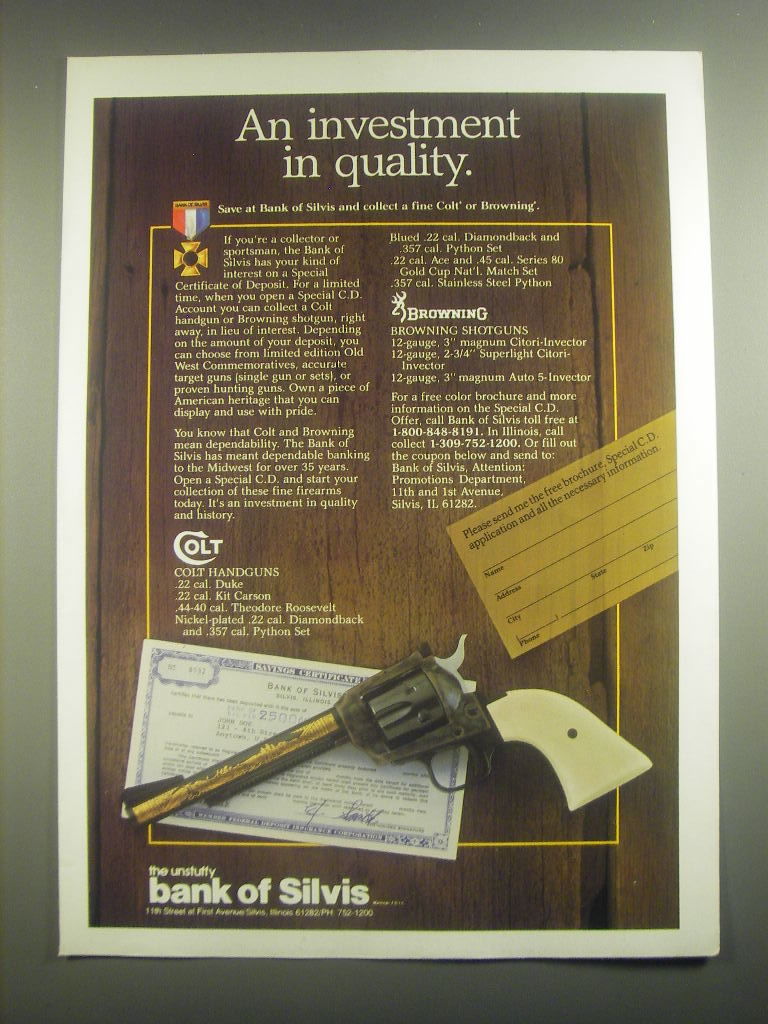 An investment
in quality.
BANK OF SILVIS
Save at Bank of Silvis and collect a fine Colt® or Browning®.
If you're a collector or
sportsman, the Bank of
Silvis has your kind of
interest on a Special
Certificate of Deposit. For a limited
time, when you open a Special C.D.
Account you can collect a Colt
handgun or Browning shotgun, right
away, in lieu of interest. Depending
on the amount of your deposit, you
can choose from limited edition Old
West Commemoratives, accurate
target guns (single gun or sets), or
proven hunting guns. Own a piece of
American heritage that you can
display and use with pride.
You know that Colt and Browning
mean dependability. The Bank of
Silvis has meant dependable banking
to the Midwest for over 35 years.
Open a Special C.D. and start your
collection of these fine firearms
today. It's an investment in quality
and history.
COLT
COLT HANDGUNS
.22 cal. Duke
.22 cal. Kit Carson
.44-40 cal. Theodore Roosevelt
Nickel-plated .22 cal. Diamondback
and .357 cal. Python Set
Blued .22 cal. Diamondback and
.357 cal. Python Set
.22 cal. Ace and .45 cal. Series 80
Gold Cup Nat'l. Match Set
.357 cal. Stainless Steel Python
BROWNING
BROWNING SHOTGUNS
12-gauge, 3" magnum Citori-Invector
12-gauge, 2-3/4" Superlight Citori-
Invector
12-gauge, 3" magnum Auto 5-Invector
For a free color brochure and more
information on the Special C.D.
Offer, call Bank of Silvis toll free at
1-800-848-8191. In Illinois, call
collect 1-309-752-1200. Or fill out
the coupon below and send to:
Bank of Silvis, Attention:
Promotions Department,
11th and 1st Avenue,
Silvis, IL 61282.
Please send me the free brochure, Special C.D.
application and all the necessary information.
Name
Address
City State Zip
Phone ( )
SAVINGS CERTIFICATE
BANK OF SILVIS
SILVIS, ILLINOIS
JOHN DOE
MEMBER FEDERAL DEPOSIT INSURANCE CORPORATION
the unstuffy
bank of Silvis
11th Street at First Avenue/Silvis, Illinois 61282/PH. 752-1200